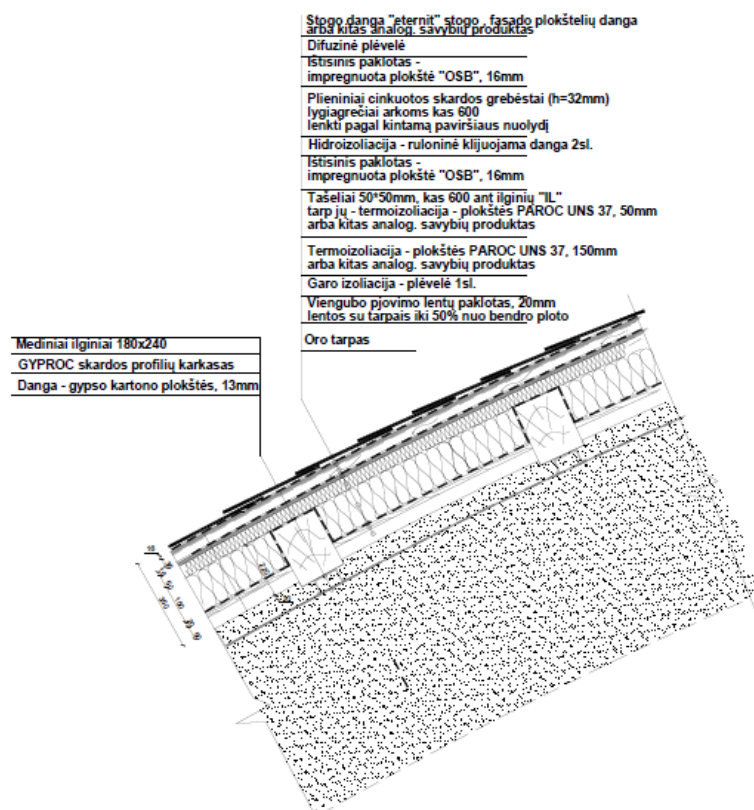 Stogo danga "eternit" stogo , fasado plokštelių danga
arba kitas analog. savybių produktas
Difuzinė plėvelė
Ištisinis paklotas -
impregnuota plokštė "OSB", 16mm
Plieniniai cinkuotos skardos grebėstai (h=32mm)
lygiagrečiai arkoms kas 600
lenkti pagal kintamą paviršiaus nuolydį
Hidroizoliacija - ruloninė klijuojama danga 2sl.
Ištisinis paklotas -
impregnuota plokštė "OSB", 16mm
Tašeliai 50*50mm, kas 600 ant ilginių "IL"
tarp jų - termoizoliacija - plokštės PAROC UNS 37, 50mm
arba kitas analog. savybių produktas
Termoizoliacija - plokštės PAROC UNS 37, 150mm
arba kitas analog. savybių produktas
Garo izoliacija - plėvelė 1sl.
Viengubo pjovimo lentų paklotas, 20mm
lentos su tarpais iki 50% nuo bendro ploto
Oro tarpas
Mediniai ilginiai 180x240
GYPROC skardos profilių karkasas
Danga - gypso kartono plokštės, 13mm